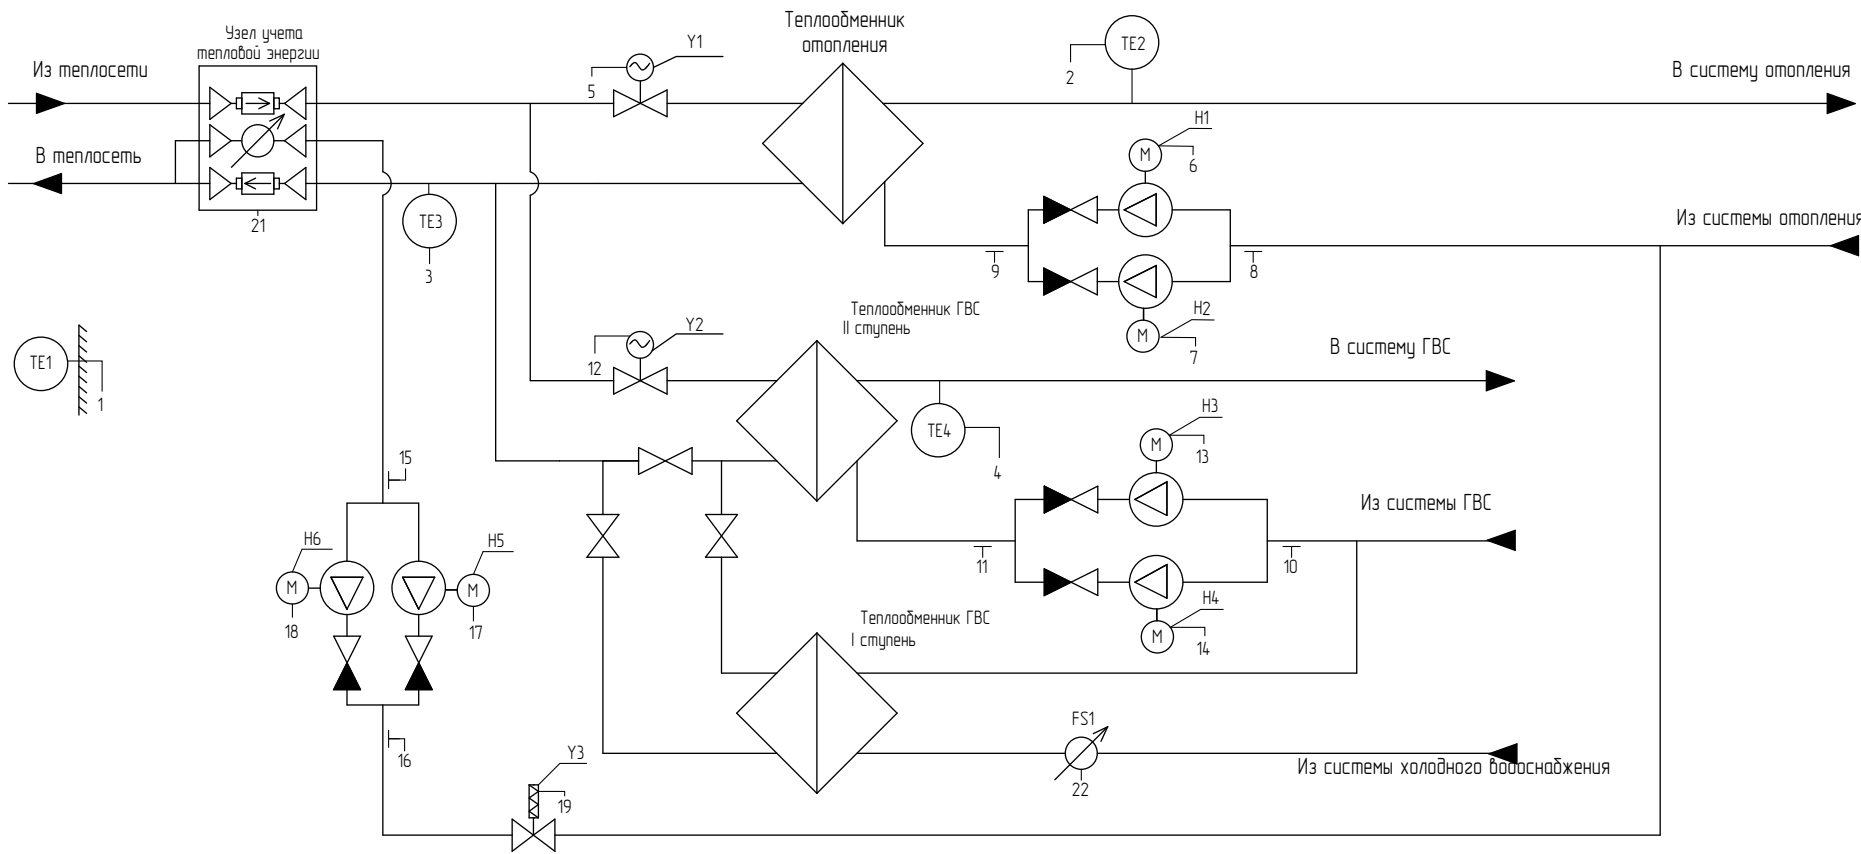 Теплообменник
отопления
Узел учета
тепловой энергии
Y1
TE2
Из теплосети
5
2
В систему отопления
H1
M
6
В теплосеть
21
TE3
3
Из системы отопления
9
8
Теплообменник ГВС
II ступень
H2
M
7
Y2
12
В систему ГВС
TE1
1
TE4
4
H3
M
13
15
Из системы ГВС
H6
H5
11
10
M
M
18
17
H4
M
14
Теплообменник ГВС
I ступень
FS1
16
Y3
19
22
Из системы холодного водоснабжения